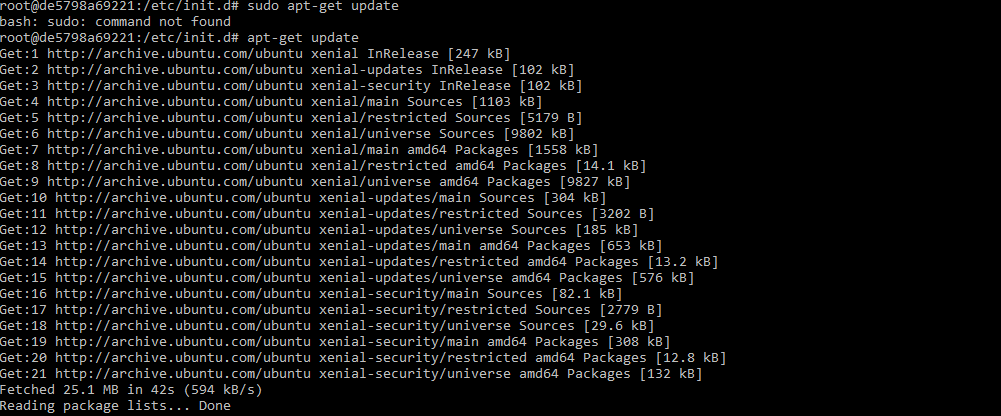 root@de5798a69221:/etc/init.d# sudo apt-get update
bash: sudo: command not found
root@de5798a69221:/etc/init.d# apt-get update
Get:1 http://archive.ubuntu.com/ubuntu xenial InRelease [247 kB]
Get:2 http://archive.ubuntu.com/ubuntu xenial-updates InRelease [102 kB]
Get:3 http://archive.ubuntu.com/ubuntu xenial-security InRelease [102 kB]
Get:4 http://archive.ubuntu.com/ubuntu xenial/main Sources [1103 kB]
Get:5 http://archive.ubuntu.com/ubuntu xenial/restricted Sources [5179 B]
Get:6 http://archive.ubuntu.com/ubuntu xenial/universe Sources [9802 kB]
Get:7 http://archive.ubuntu.com/ubuntu xenial/main amd64 Packages [1558 kB]
Get:8 http://archive.ubuntu.com/ubuntu xenial/restricted amd64 Packages [14.1 kB]
Get:9 http://archive.ubuntu.com/ubuntu xenial/universe amd64 Packages [9827 kB]
Get:10 http://archive.ubuntu.com/ubuntu xenial-updates/main Sources [304 kB]
Get:11 http://archive.ubuntu.com/ubuntu xenial-updates/restricted Sources [3202 B]
Get:12 http://archive.ubuntu.com/ubuntu xenial-updates/universe Sources [185 kB]
Get:13 http://archive.ubuntu.com/ubuntu xenial-updates/main amd64 Packages [653 kB]
Get:14 http://archive.ubuntu.com/ubuntu xenial-updates/restricted amd64 Packages [13.2 kB]
Get:15 http://archive.ubuntu.com/ubuntu xenial-updates/universe amd64 Packages [576 kB]
Get:16 http://archive.ubuntu.com/ubuntu xenial-security/main Sources [82.1 kB]
Get:17 http://archive.ubuntu.com/ubuntu xenial-security/restricted Sources [2779 B]
Get:18 http://archive.ubuntu.com/ubuntu xenial-security/universe Sources [29.6 kB]
Get:19 http://archive.ubuntu.com/ubuntu xenial-security/main amd64 Packages [308 kB]
Get:20 http://archive.ubuntu.com/ubuntu xenial-security/restricted amd64 Packages [12.8 kB]
Get:21 http://archive.ubuntu.com/ubuntu xenial-security/universe amd64 Packages [132 kB]
Fetched 25.1 MB in 42s (594 kB/s)
Reading package lists... Done